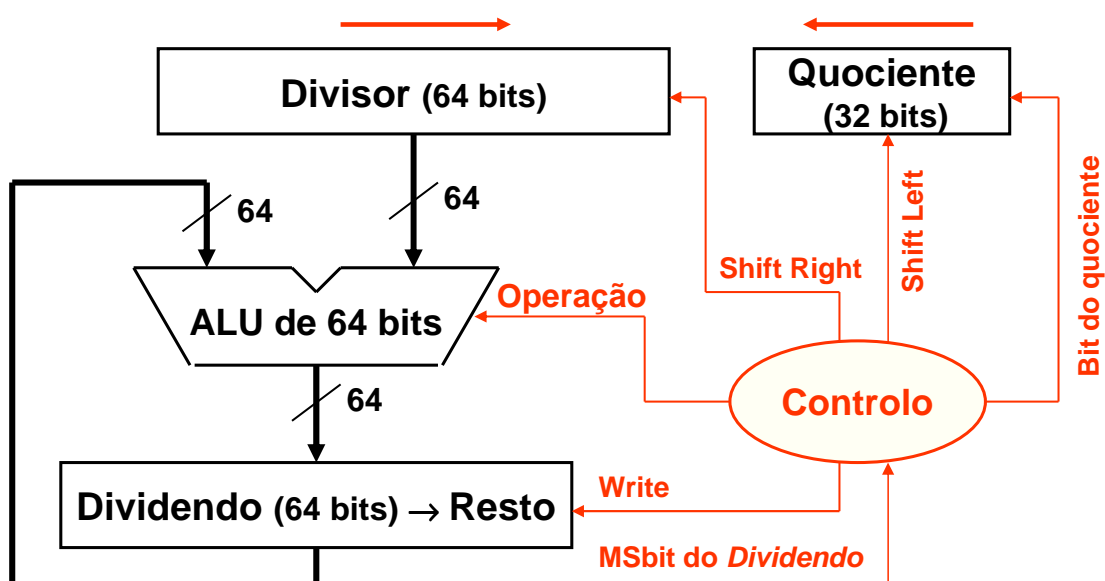 Divisor (64 bits)
Quociente
(32 bits)
64
64
Shift Right
Shift Left
Bit do quociente
Operação
ALU de 64 bits
Controlo
64
Write
Dividendo (64 bits) → Resto
MSbit do Dividendo